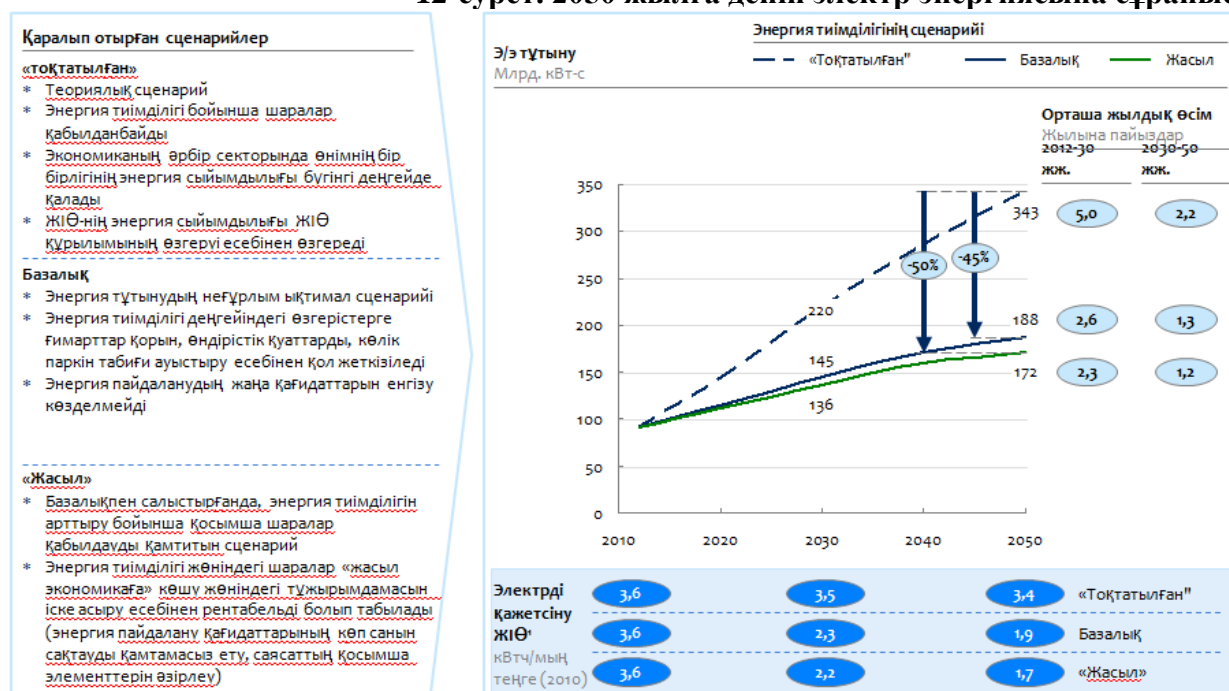 12-сурет. 2050 жылға дейін электр энергиясына сұраныс
Қаралып отырған сценарийлер
«тоқтатылған»
* Теориялық сценарий
* Энергия тиімділігі бойынша шаралар
қабылданбайды
* Экономиканың әрбір секторында өнімнің бір
бірлігінің энергия сыйымдылығы бүгінгі деңгейде
қалады
* ЖІӨ-нің энергия сыйымдылығы ЖІӨ
құрылымының өзгеруі есебінен өзгереді
Базалық
* Энергия тұтынудың неғұрлым ықтимал сценарийі
* Энергия тиімділігі деңгейіндегі өзгерістерге
ғимарттар қорын, өндірістік қуаттарды, көлік
паркін табиғи ауыстыру есебінен қол жеткізіледі
* Энергия пайдаланудың жаңа қағидаттарын енгізу
көзделмейді
«Жасыл»
* Базалықпен салыстырғанда, энергия тиімділігін
арттыру бойынша қосымша шаралар
қабылдауды қамтитын сценарий
* Энергия тиімділігі жөніндегі шаралар «жасыл
экономикаға» көшу жөніндегі тұжырымдамасын
іске асыру есебінен рентабельді болып табылады
(энергия пайдалану қағидаттарының көп санын
сақтауды қамтамасыз ету, саясаттың қосымша
элементтерін әзірлеу)
Э/э тұтыну
Млрд. кВт-с
Энергия тиімділігінің сценарийі
«Тоқтатылған"
Базалық
Жасыл
Орташа жылдық өсім
Жылына пайыздар
2012-30 2030-50
жж. жж.
350
300
250
200
150
100
50
0
2010 2020 2030 2040 2050
343
220
188
172
145
136
-50%
-45%
5,0 2,2
2,6 1,3
2,3 1,2
Электрді
қажетсіну
ЖІӨ¹
кВтч/мың
теңге (2010)
3,6 3,5 3,4 «Тоқтатылған"
3,6 2,3 1,9 Базалық
3,6 2,2 1,7 «Жасыл»